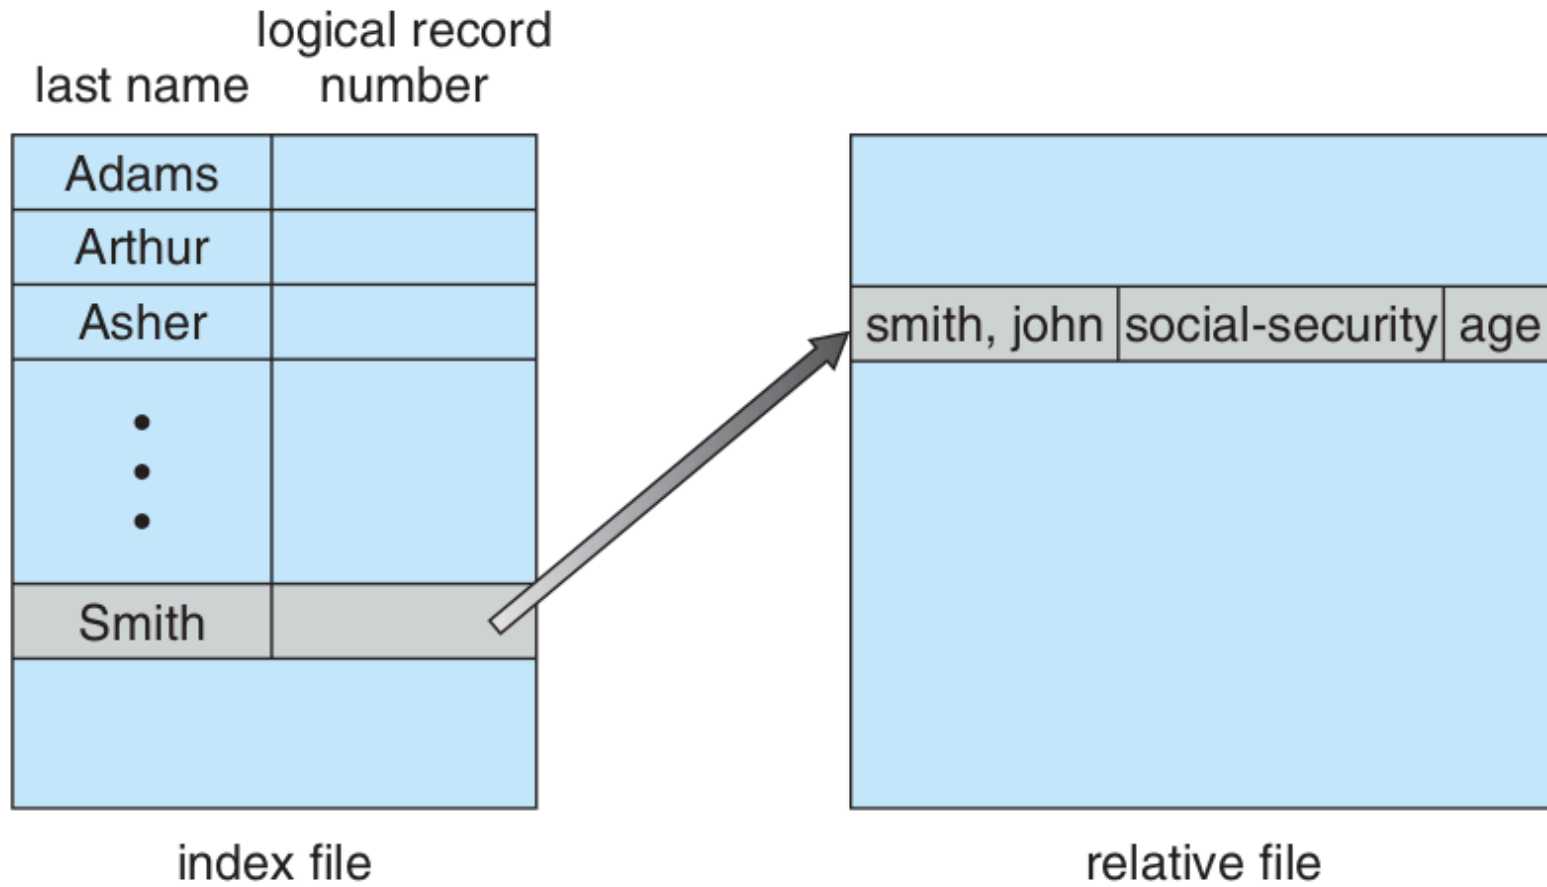 logical record
last name number
Adams
Arthur
Asher
smith, john social-security age
Smith
index file relative file